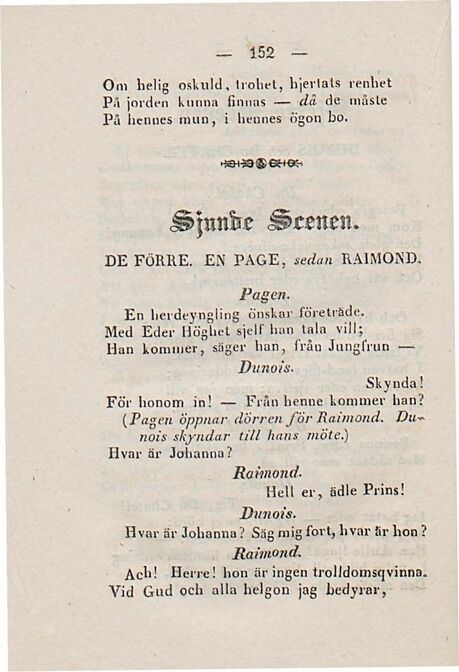 — 152 —
Om helig oskuld, trohet, hjertats renhet
På jorden kunna finnas — då de måste
På hennes mun, i hennes ögon bo.
Sjunde Scenen.
DE FÖRRE. EN PAGE, sedan RAIMOND.
Pagen.
En herdeyngling önskar företräde.
Med Eder Höghet sjelf han tala vill;
Han kommer, säger han, från Jungfrun —
Dunois.
Skynda!
För honom in! — Från henne kommer han?
(Pagen öppnar dörren för Raimond. Du-
nois skyndar till hans möte.)
Hvar är Johanna?
Raimond.
Hell er, ädle Prins!
Dunois.
Hvar är Johanna? Säg mig fort, hvar är hon?
Raimond.
Ach! Herre! hon är ingen trolldomsqvinna.
Vid Gud och alla helgon jag bedyrar,